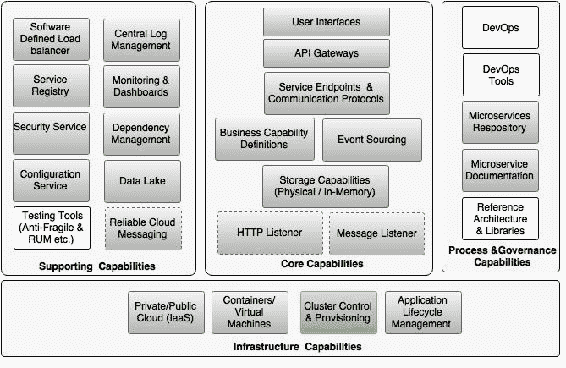 Software
Defined Load
balancer
Central Log
Management
Service
Registry
Monitoring &
Dashboards
Security Service
Dependency
Management
Configuration
Service
Data Lake
Testing Tools
(Anti-Fragile &
RUM etc.)
Reliable Cloud
Messaging
Supporting Capabilities
User Interfaces
API Gateways
Service Endpoints &
Communication Protocols
Business Capability
Definitions
Event Sourcing
Storage Capabilities
(Physical / In-Memory)
HTTP Listener
Message Listener
Core Capabilities
DevOps
DevOps
Tools
Microservices
Respository
Microservice
Documentation
Reference
Architecture
& Libraries
Process &Governance
Capabilities
Private/Public
Cloud (IaaS)
Containers/
Virtual
Machines
Cluster Control
& Provisioning
Application
Lifecycle
Management
Infrastructure Capabilities